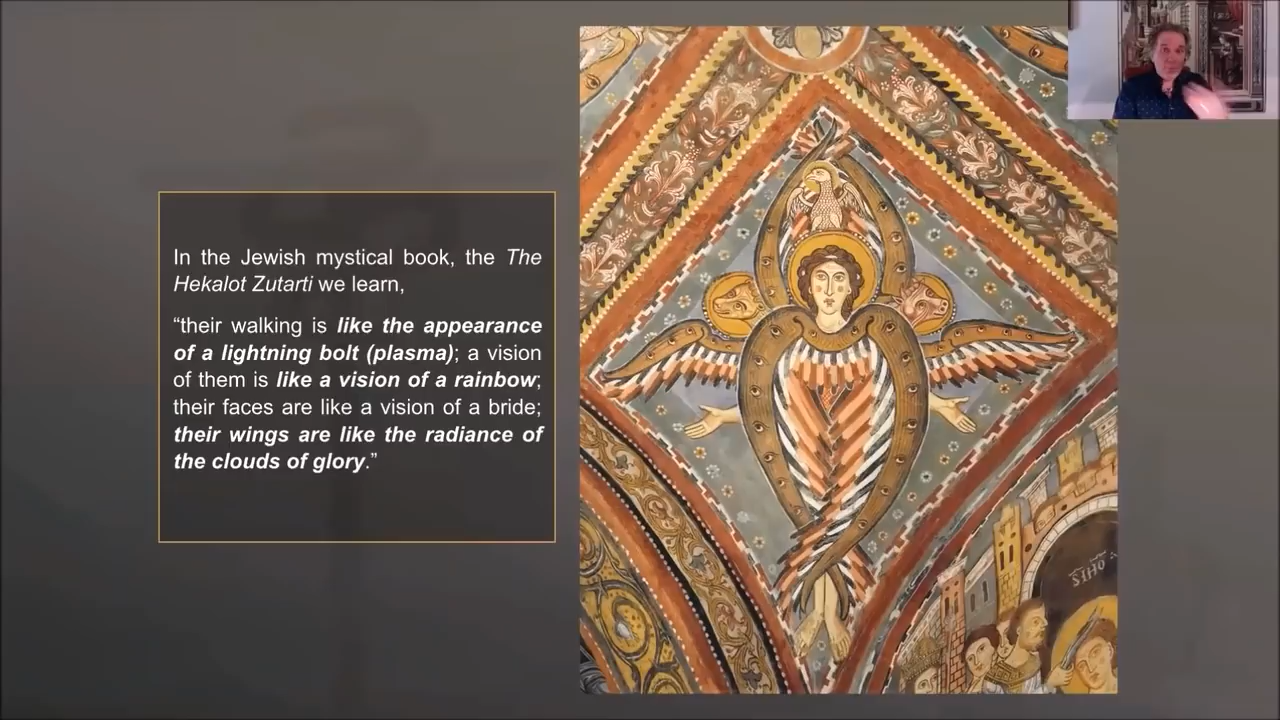 In the Jewish mystical book, the The
Hekalot Zutarti we learn,
“their walking is like the appearance
of a lightning bolt (plasma); a vision
of them is like a vision of a rainbow;
their faces are like a vision of a bride;
their wings are like the radiance of
the clouds of glory.”